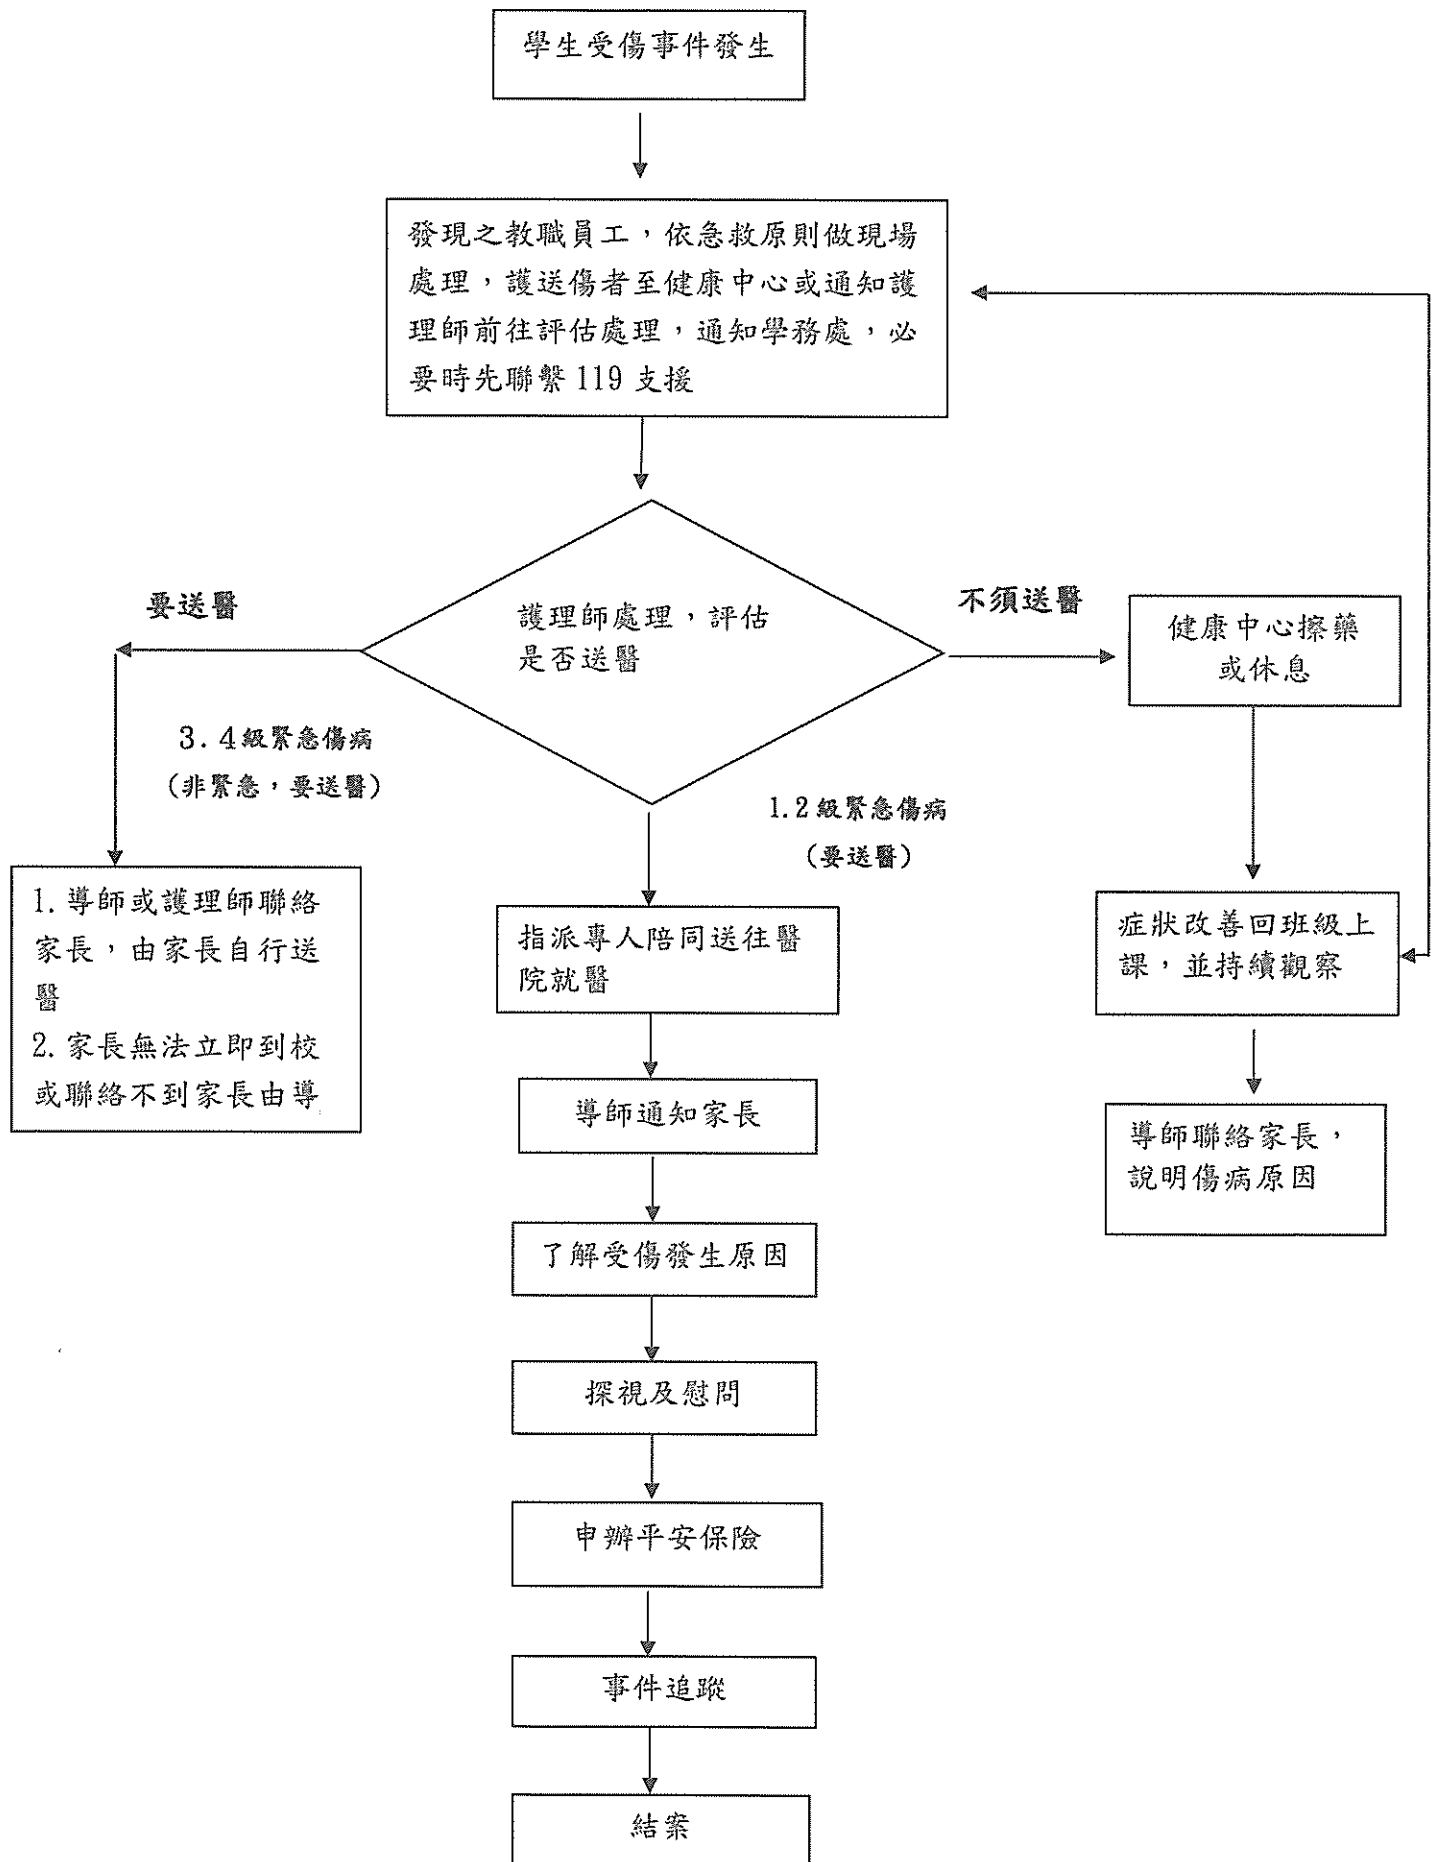 學生受傷事件發生
發現之教職員工，依急救原則做現場
處理，護送傷者至健康中心或通知護
理師前往評估處理，通知學務處，必
要時先聯繫 119 支援
護理師處理，評估
是否送醫
要送醫
3.4級緊急傷病
(非緊急，要送醫)
1.導師或護理師聯絡
家長，由家長自行送
醫
2.家長無法立即到校
或聯絡不到家長由導
1.2級緊急傷病
(要送醫)
指派專人陪同送往醫
院就醫
導師通知家長
了解受傷發生原因
探視及慰問
申辦平安保險
事件追蹤
結案
不須送醫
健康中心擦藥
或休息
症狀改善回班級上
課，並持續觀察
導師聯絡家長，
說明傷病原因